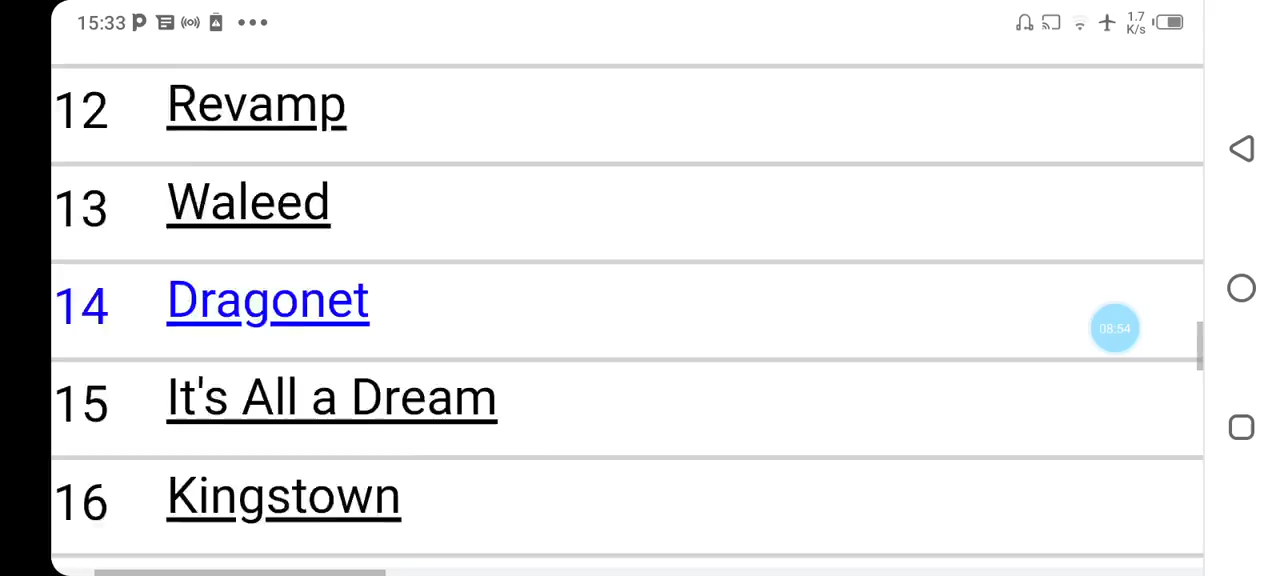 15:33 P 1.7 K/s
12 Revamp
13 Waleed
14 Dragonet
08:54
15 It's All a Dream
16 Kingstown